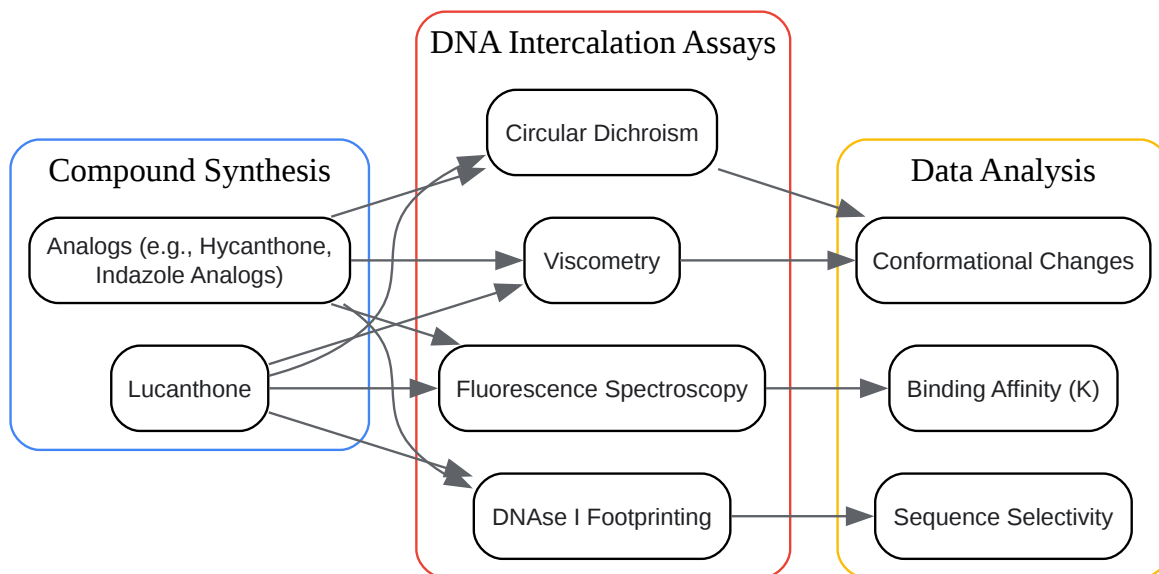 Compound Synthesis
Analogs (e.g., Hycanthone,
Indazole Analogs)
Lucanthone
DNA Intercalation Assays
Circular Dichroism
Viscometry
Fluorescence Spectroscopy
DNAse I Footprinting
Data Analysis
Conformational Changes
Binding Affinity (K)
Sequence Selectivity